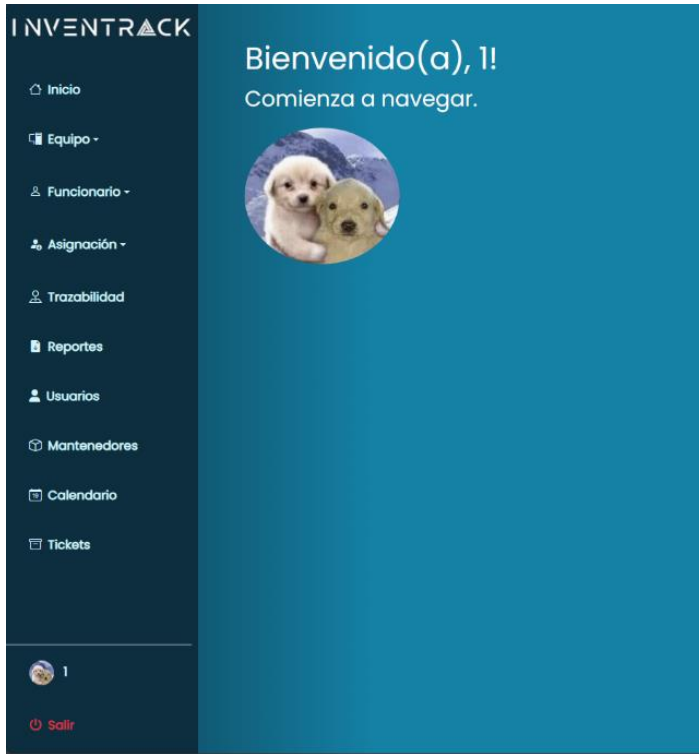 INVENTRACK
Inicio
Equipo
Funcionario
Asignación
Trazabilidad
Reportes
Usuarios
Mantenedores
Calendario
Tickets
1
Salir
Bienvenido(a), 1!
Comienza a navegar.